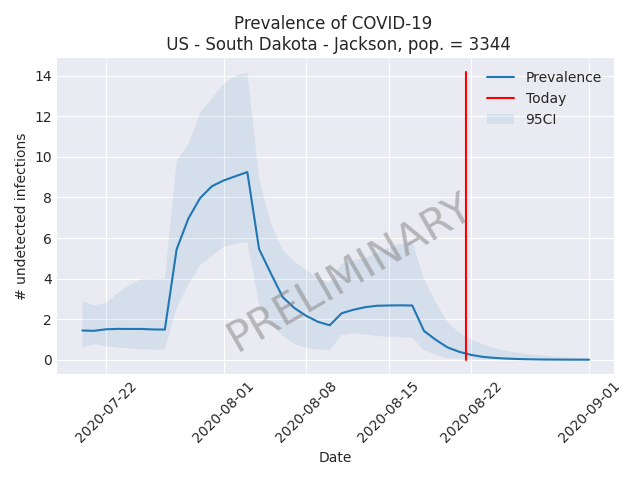 Prevalence of COVID-19
US - South Dakota - Jackson, pop. = 3344
14
12
10
8
6
4
2
0
# undetected infections
Prevalence
Today
95CI
PRELIMINARY
2020-07-22
2020-08-01
2020-08-08
2020-08-15
2020-08-22
2020-09-01
Date